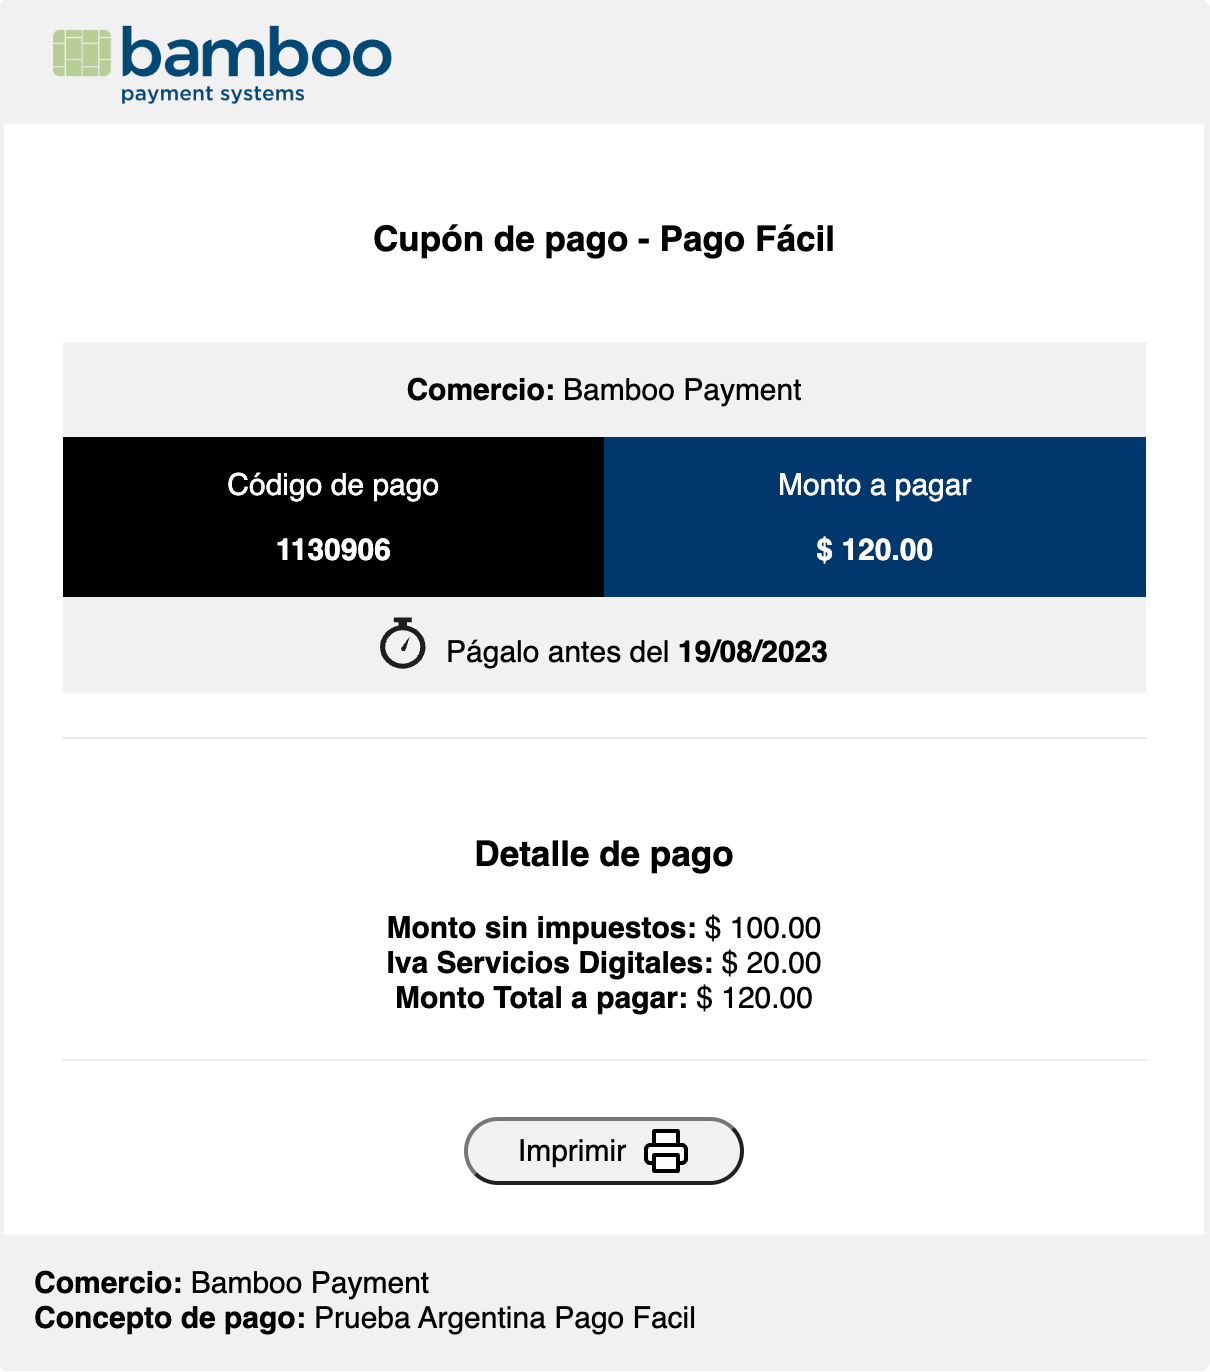 bamboo
payment systems
Cupón de pago - Pago Fácil
Comercio: Bamboo Payment
Código de pago
1130906
Monto a pagar
$ 120.00
Págalo antes del 19/08/2023
Detalle de pago
Monto sin impuestos: $ 100.00
Iva Servicios Digitales: $ 20.00
Monto Total a pagar: $ 120.00
Imprimir
Comercio: Bamboo Payment
Concepto de pago: Prueba Argentina Pago Facil